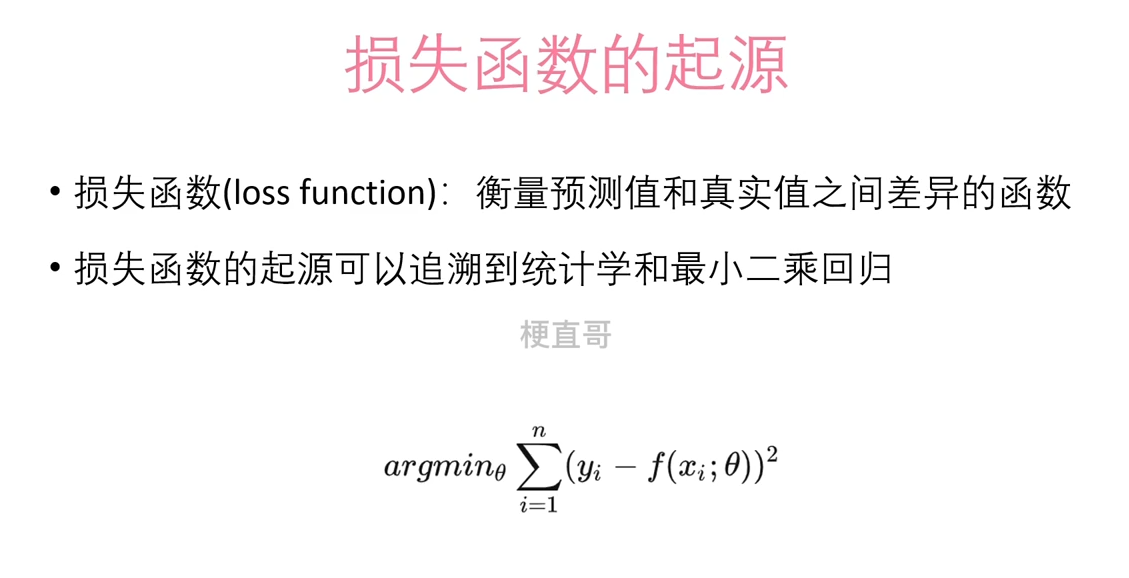 损失函数的起源
• 损失函数(loss function)：衡量预测值和真实值之间差异的函数
• 损失函数的起源可以追溯到统计学和最小二乘回归
梗直哥
$argmin_\theta \sum_{i=1}^{n} (y_i - f(x_i; \theta))^2$